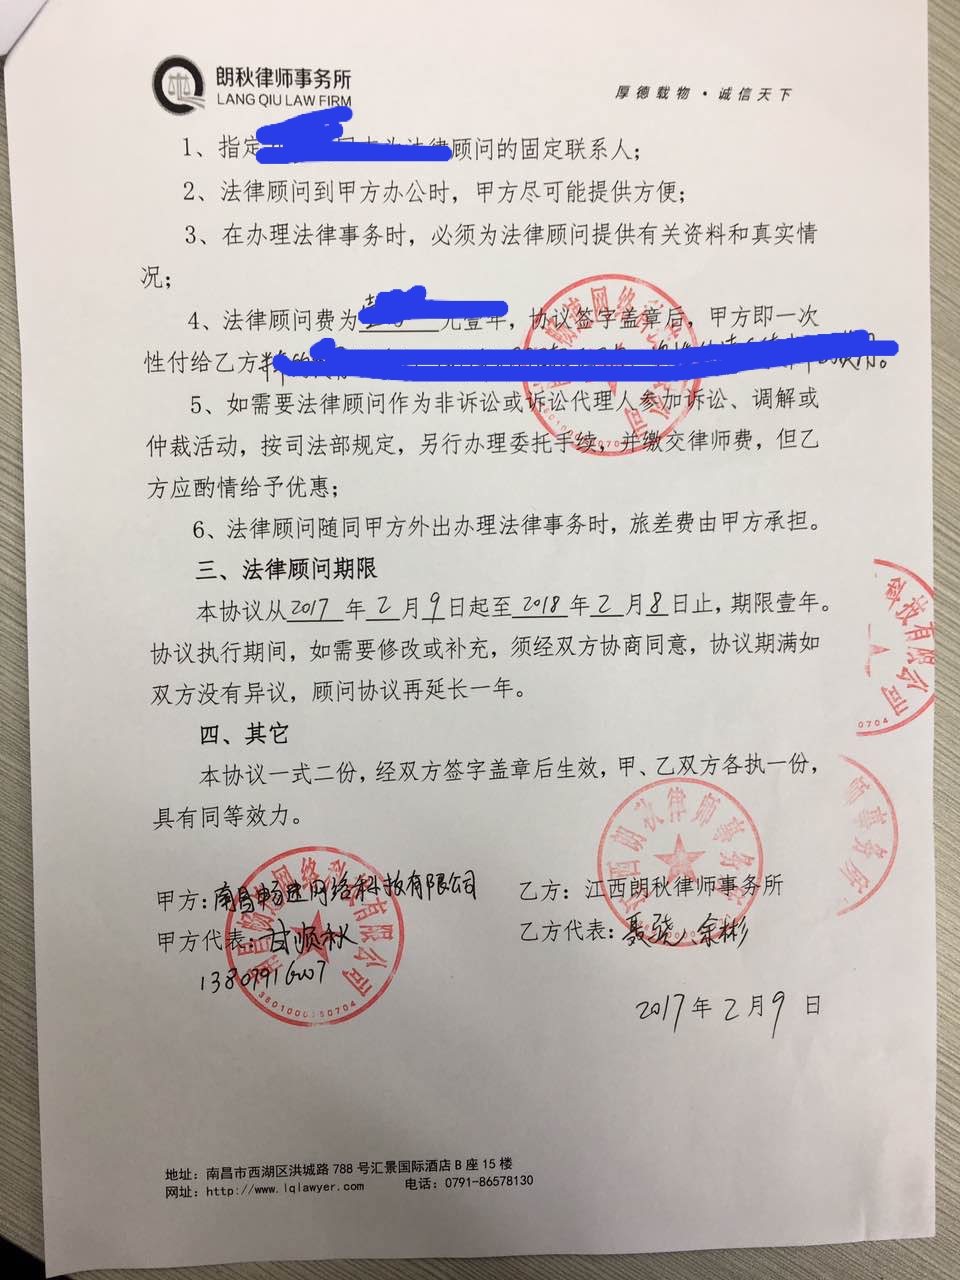 朗秋律师事务所
LANG QIU LAW FIRM
厚德载物·诚信天下
1、指定 法律顾问的固定联系人；
2、法律顾问到甲方办公时，甲方尽可能提供方便；
3、在办理法律事务时，必须为法律顾问提供有关资料和真实情
况；
4、法律顾问费为 元壹年，协议签字盖章后，甲方即一次
性付给乙方
5、如需要法律顾问作为非诉讼或诉讼代理人参加诉讼、调解或
仲裁活动，按司法部规定，另行办理委托手续，并缴交律师费，但乙
方应酌情给予优惠；
6、法律顾问随同甲方外出办理法律事务时，旅差费由甲方承担。
三、法律顾问期限
本协议从2017年2月9日起至2018年2月8日止，期限壹年。
协议执行期间，如需要修改或补充，须经双方协商同意，协议期满如
双方没有异议，顾问协议再延长一年。
四、其它
本协议一式二份，经双方签字盖章后生效，甲、乙双方各执一份，
具有同等效力。
科技有限公司
0704
师事务所
甲方：南昌畅速网络科技有限公司
乙方：江西朗秋律师事务所
甲方代表：甘顺秋
乙方代表：聂骁、余彬
2017年2月9日
地址：南昌市西湖区洪城路788号汇景国际酒店B座15楼
网址：http://www.lqlawyer.com 电话：0791-86578130